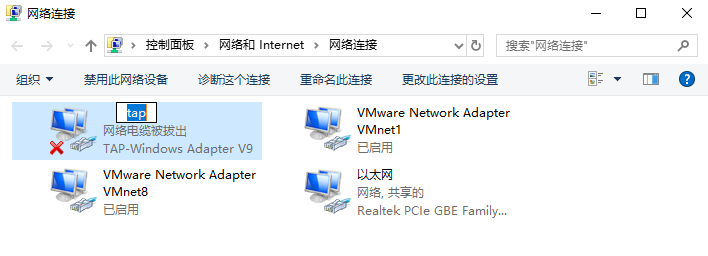 网络连接
控制面板 > 网络和 Internet > 网络连接
搜索"网络连接"
组织 禁用此网络设备 诊断这个连接 重命名此连接 更改此连接的设置
tap
网络电缆被拔出
TAP-Windows Adapter V9
VMware Network Adapter
VMnet1
已启用
VMware Network Adapter
VMnet8
已启用
以太网
网络, 共享的
Realtek PCIe GBE Family...